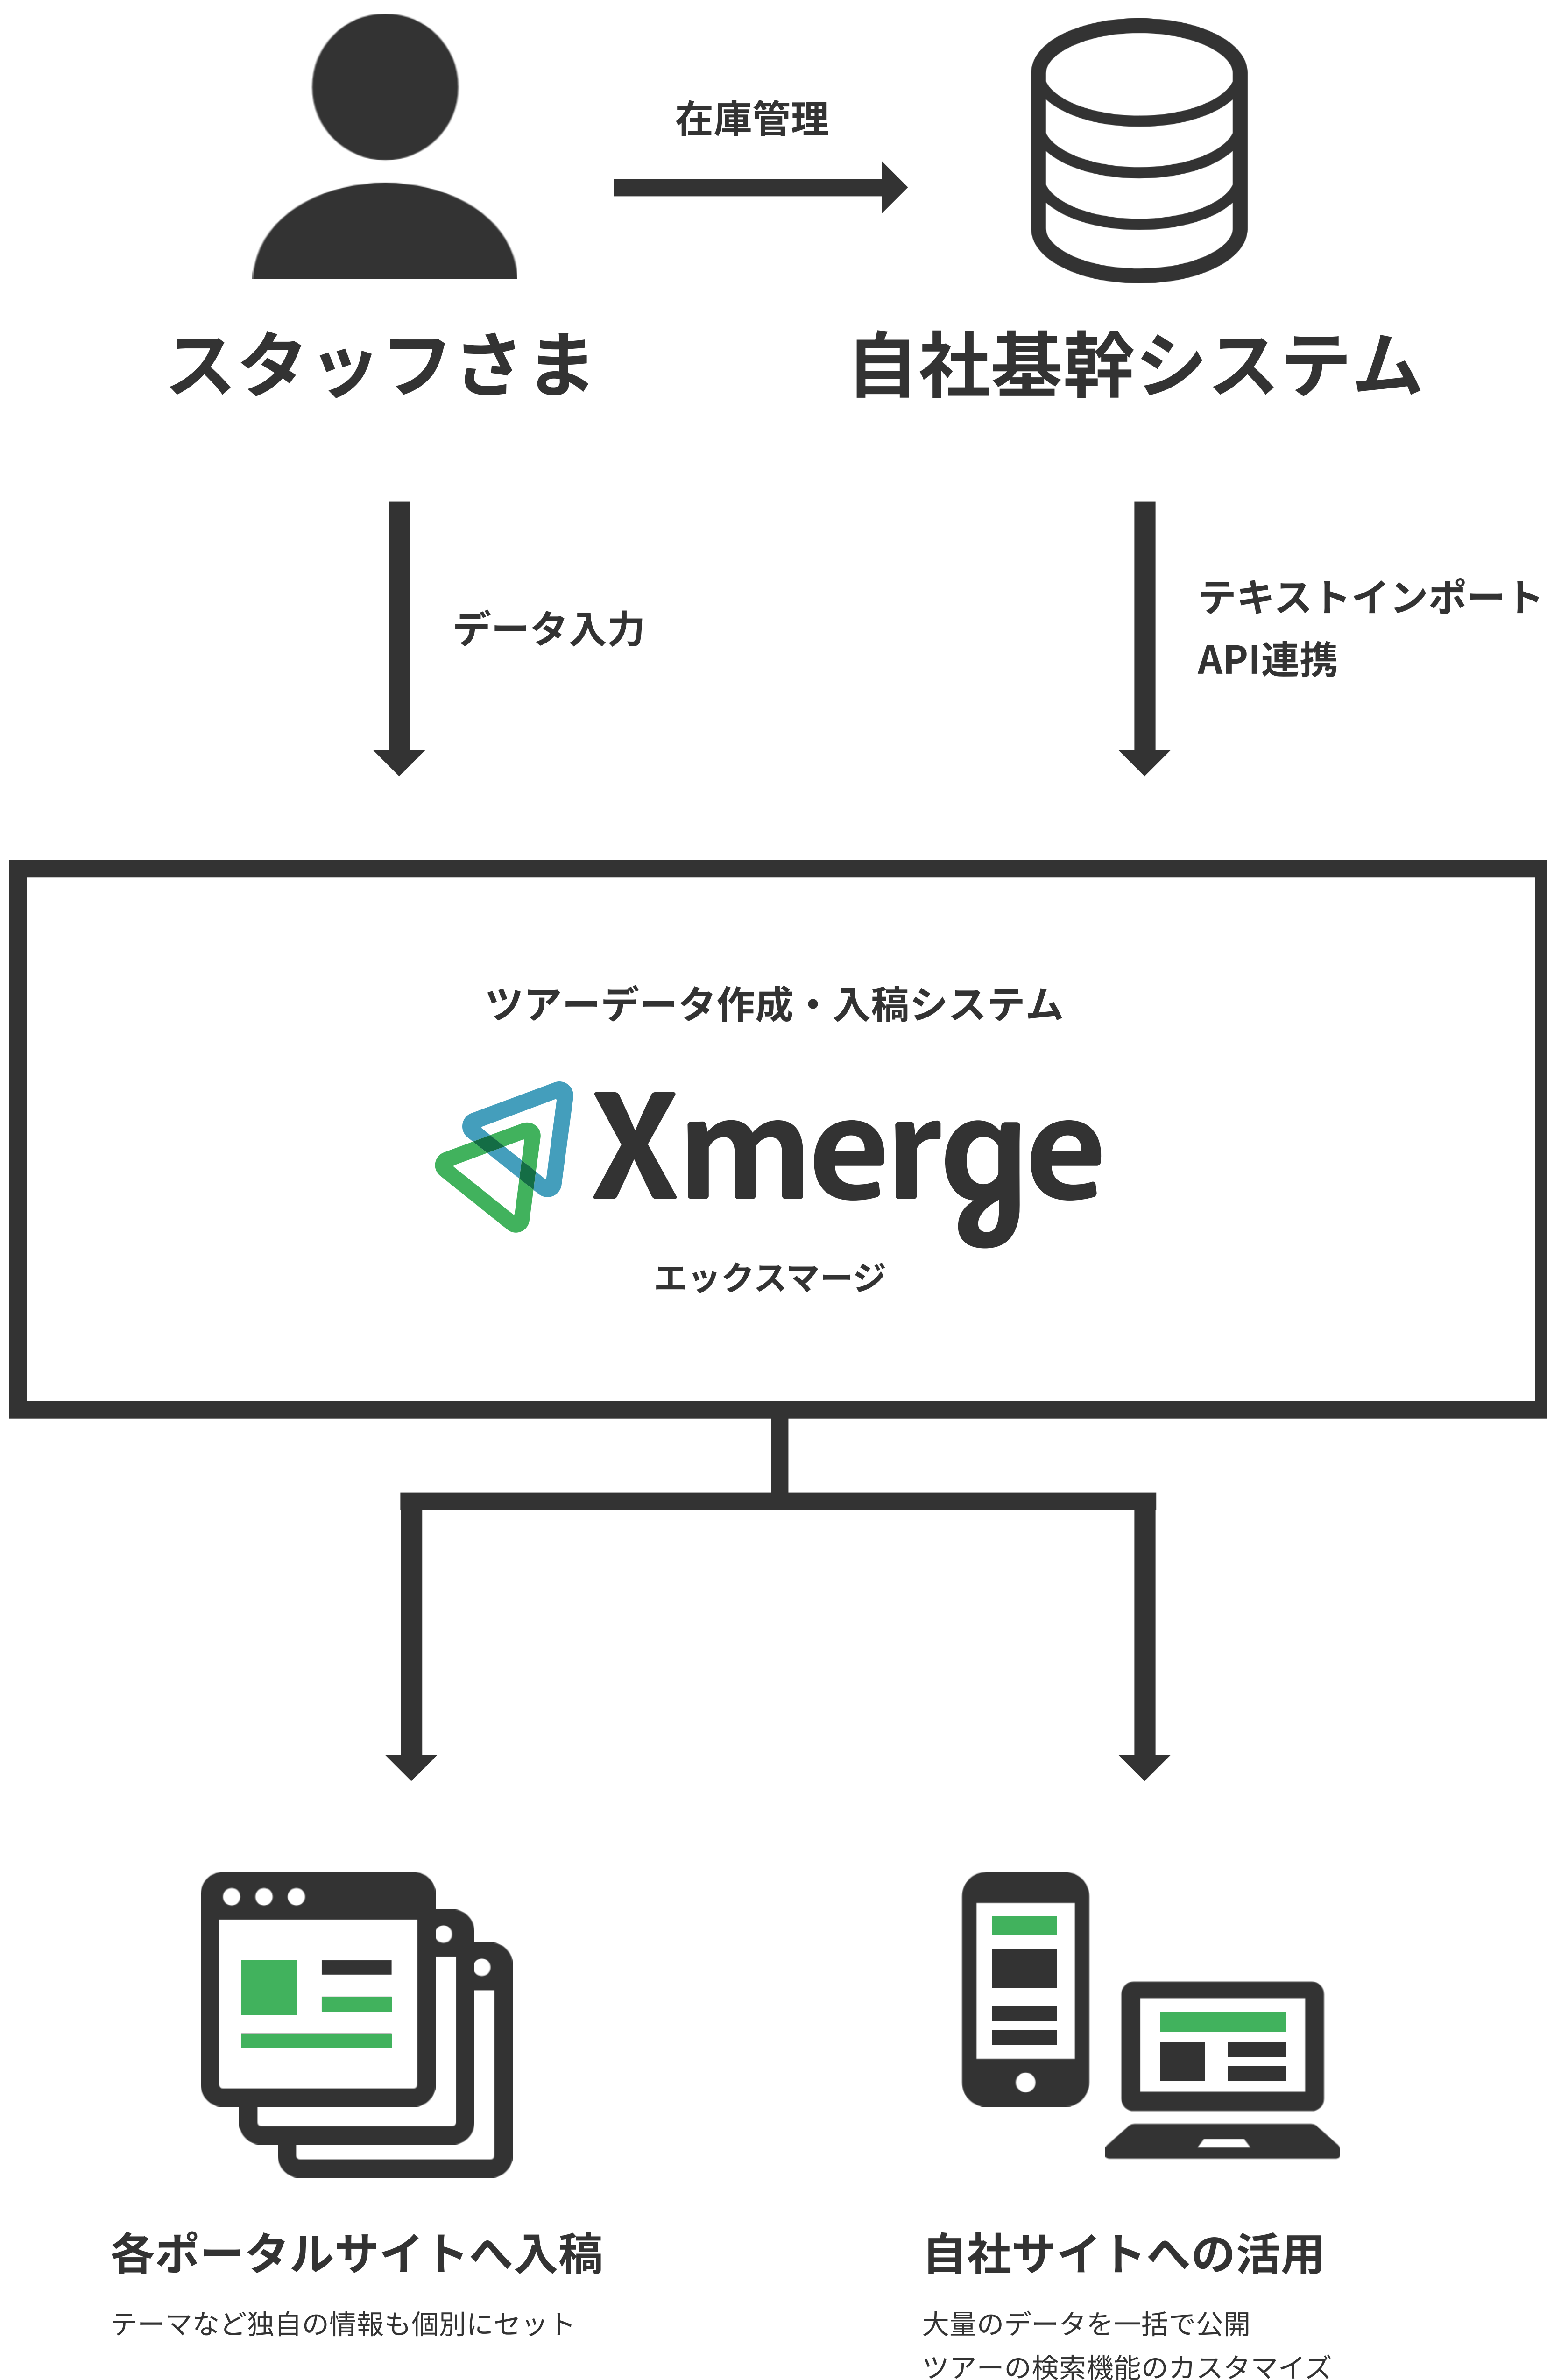 在庫管理
スタッフさま
自社基幹システム
データ入力
テキストインポート
API連携
ツアーデータ作成・入稿システム
Xmerge
エックスマージ
各ポータルサイトへ入稿
テーマなど独自の情報も個別にセット
自社サイトへの活用
大量のデータを一括で公開
ツアーの検索機能のカスタマイズ